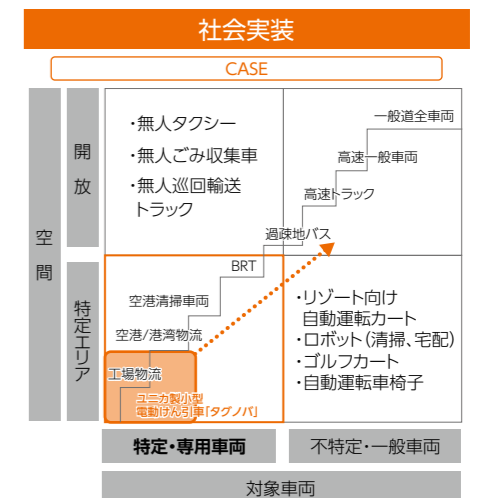 社会実装
CASE
空間
開放
特定エリア
・無人タクシー
・無人ごみ収集車
・無人巡回輸送
トラック
一般道全車両
高速一般車両
高速トラック
過疎地バス
BRT
空港清掃車両
空港/港湾物流
工場物流
ユニカ製小型
電動けん引車「タグノバ」
・リゾート向け
自動運転カート
・ロボット(清掃、宅配)
・ゴルフカート
・自動運転車椅子
特定・専用車両
不特定・一般車両
対象車両